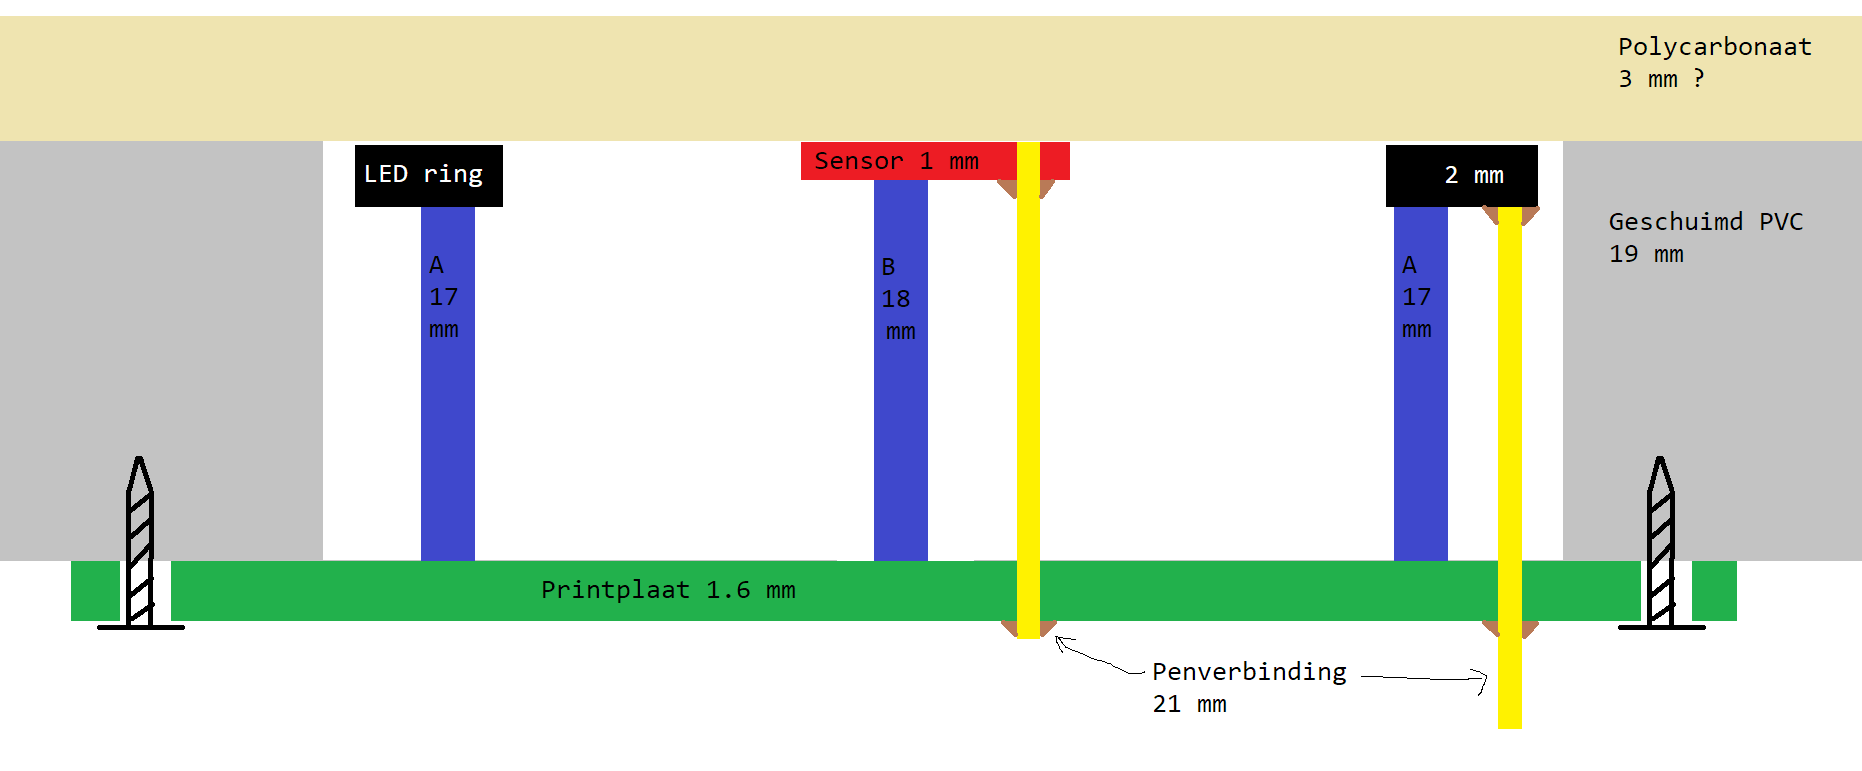 Polycarbonaat
3 mm ?
LED ring
Sensor 1 mm
2 mm
Geschuimd PVC
19 mm
A
17
mm
B
18
mm
A
17
mm
Printplaat 1.6 mm
Penverbinding
21 mm